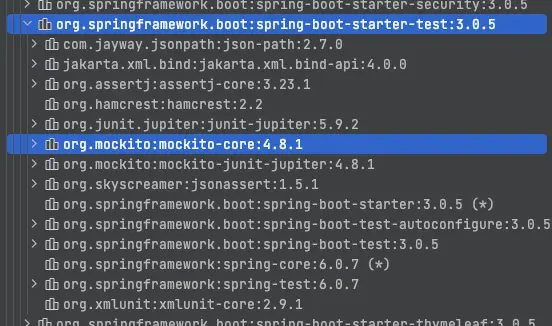 org.springframework.boot:spring-boot-starter-security:3.0.5
org.springframework.boot:spring-boot-starter-test:3.0.5
com.jayway.jsonpath:json-path:2.7.0
jakarta.xml.bind:jakarta.xml.bind-api:4.0.0
org.assertj:assertj-core:3.23.1
org.hamcrest:hamcrest:2.2
org.junit.jupiter:junit-jupiter:5.9.2
org.mockito:mockito-core:4.8.1
org.mockito:mockito-junit-jupiter:4.8.1
org.skyscreamer:jsonassert:1.5.1
org.springframework.boot:spring-boot-starter:3.0.5 (*)
org.springframework.boot:spring-boot-test-autoconfigure:3.0.5
org.springframework.boot:spring-boot-test:3.0.5
org.springframework:spring-core:6.0.7 (*)
org.springframework:spring-test:6.0.7
org.xmlunit:xmlunit-core:2.9.1
org.springframework.boot:spring-boot-starter-thymeleaf:3.0.5